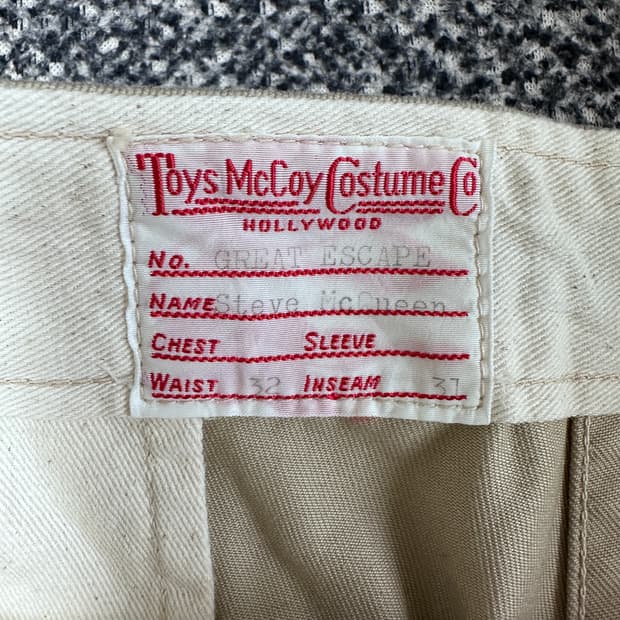 Toys McCoy Costume Co
HOLLYWOOD
No. GREAT ESCAPE
NAME Steve McQueen
CHEST SLEEVE
WAIST 32 INSEAM 31